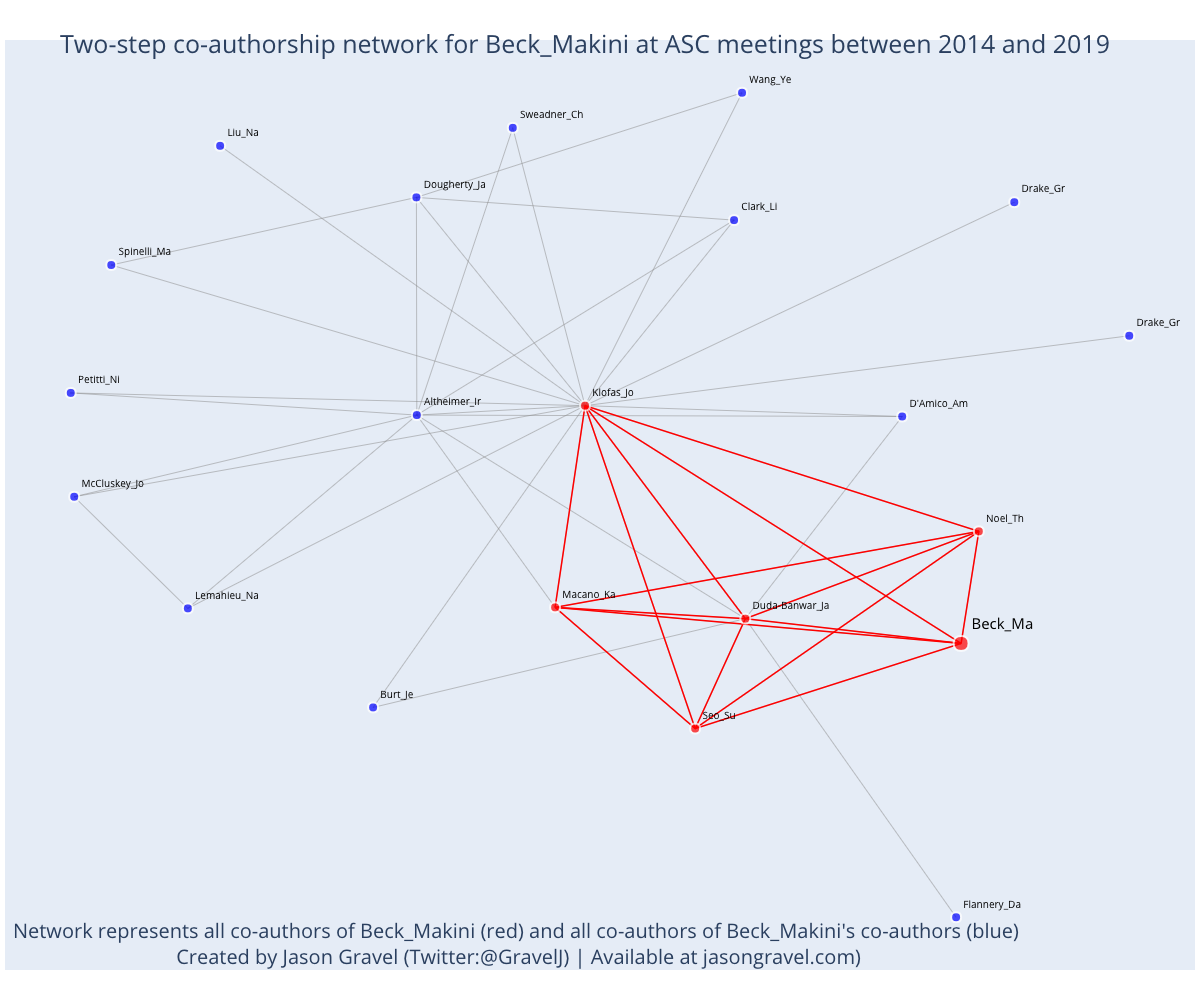 Two-step co-authorship network for Beck_Makini at ASC meetings between 2014 and 2019
Wang_Ye
Sweadner_Ch
Liu_Na
Dougherty_Ja
Drake_Gr
Clark_Li
Spinelli_Ma
Drake_Gr
Petitti_Ni
Klofas_Jo
Altheimer_Ir
D'Amico_Am
McCluskey_Jo
Noel_Th
Lemahieu_Na
Macano_Ka
Duda-Banwar_Ja
Beck_Ma
Burt_Je
Seo_Su
Flannery_Da
Network represents all co-authors of Beck_Makini (red) and all co-authors of Beck_Makini's co-authors (blue)
Created by Jason Gravel (Twitter:@GravelJ) | Available at jasongravel.com)